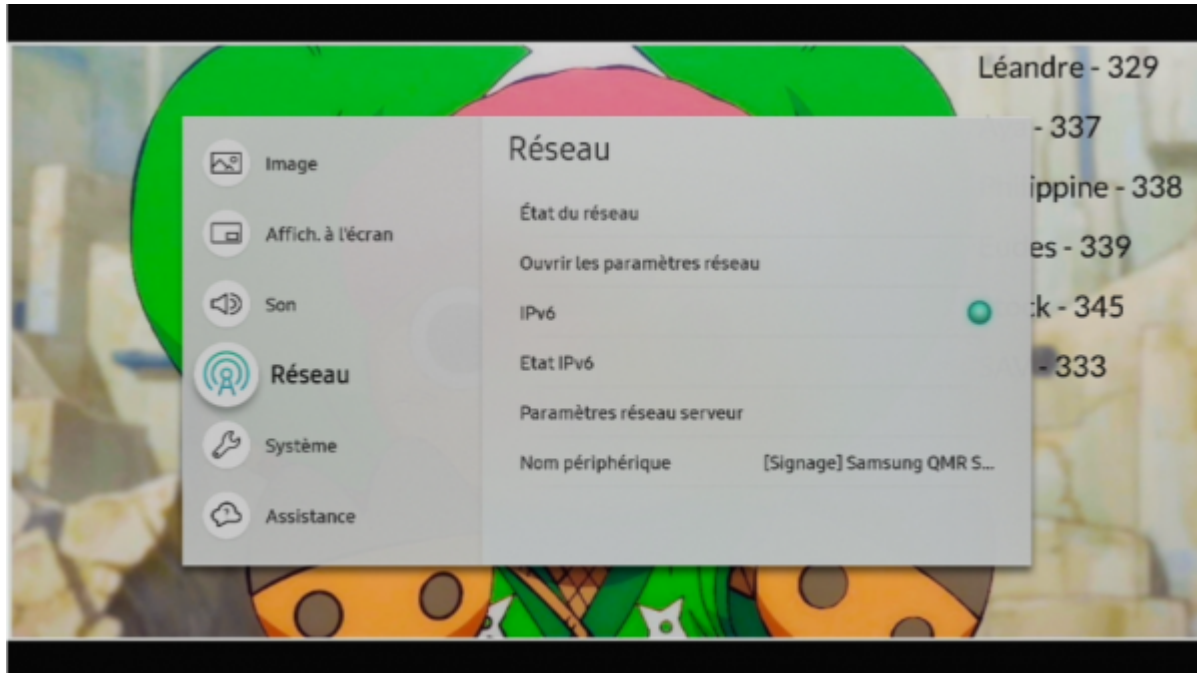 Léandre - 329
- 337
ippine - 338
es - 339
ck - 345
- 333
Image
Affich. à l'écran
Son
Réseau
Système
Assistance
Réseau
État du réseau
Ouvrir les paramètres réseau
IPv6
Etat IPv6
Paramètres réseau serveur
Nom périphérique [Signage] Samsung QMR S...